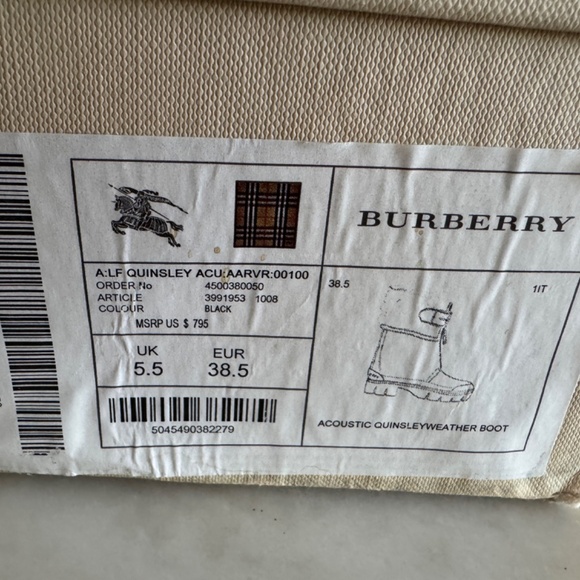 BURBERRY
A:LF QUINSLEY ACU:AARVR:00100
ORDER No 4500380050
ARTICLE 3991953 1008
COLOUR BLACK
MSRP US $ 795
38.5 1IT
UK EUR
5.5 38.5
5045490382279
ACOUSTIC QUINSLEYWEATHER BOOT